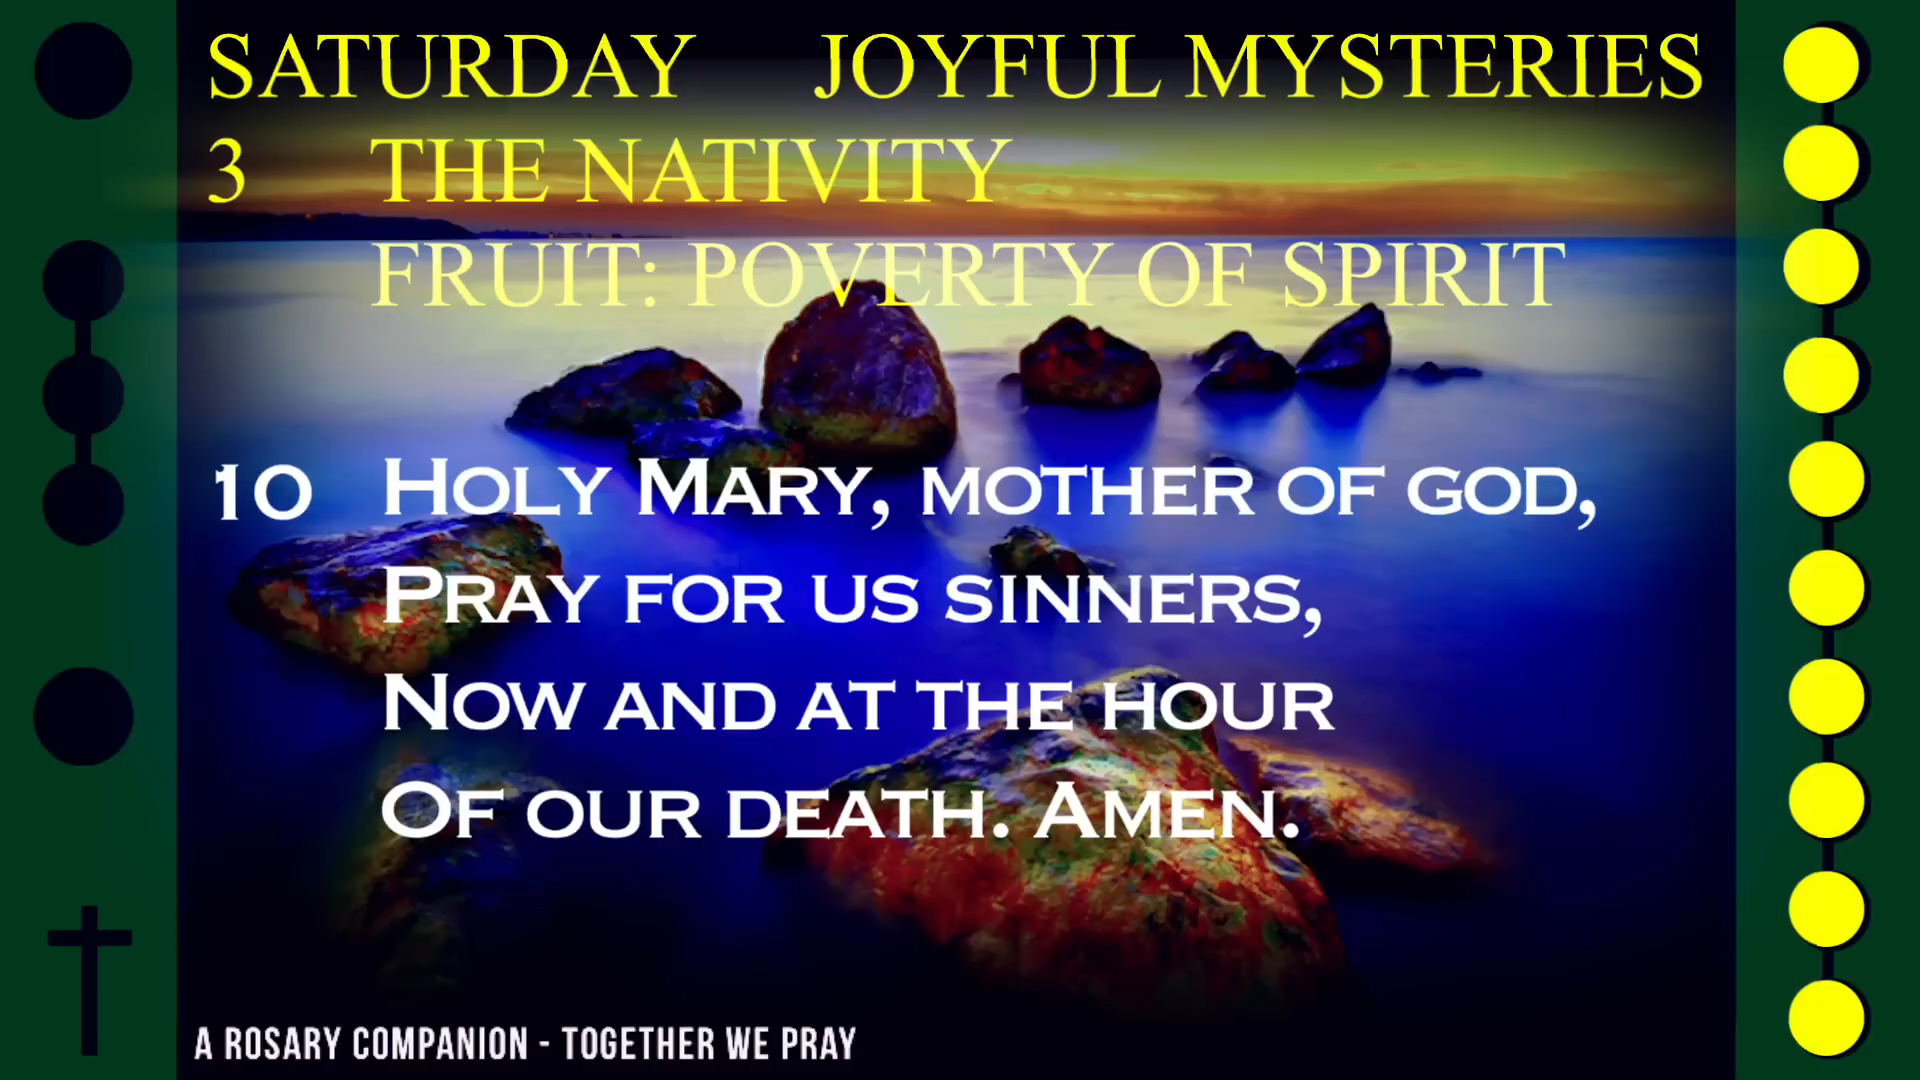 SATURDAY JOYFUL MYSTERIES
3 THE NATIVITY
FRUIT: POVERTY OF SPIRIT
10 HOLY MARY, MOTHER OF GOD,
PRAY FOR US SINNERS,
NOW AND AT THE HOUR
OF OUR DEATH. AMEN.
A ROSARY COMPANION - TOGETHER WE PRAY